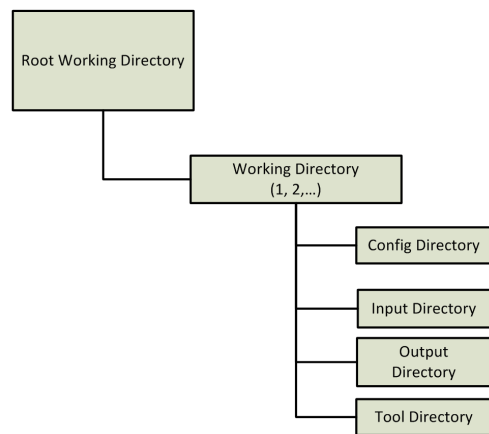 Root Working Directory
Working Directory
(1, 2,...)
Config Directory
Input Directory
Output
Directory
Tool Directory